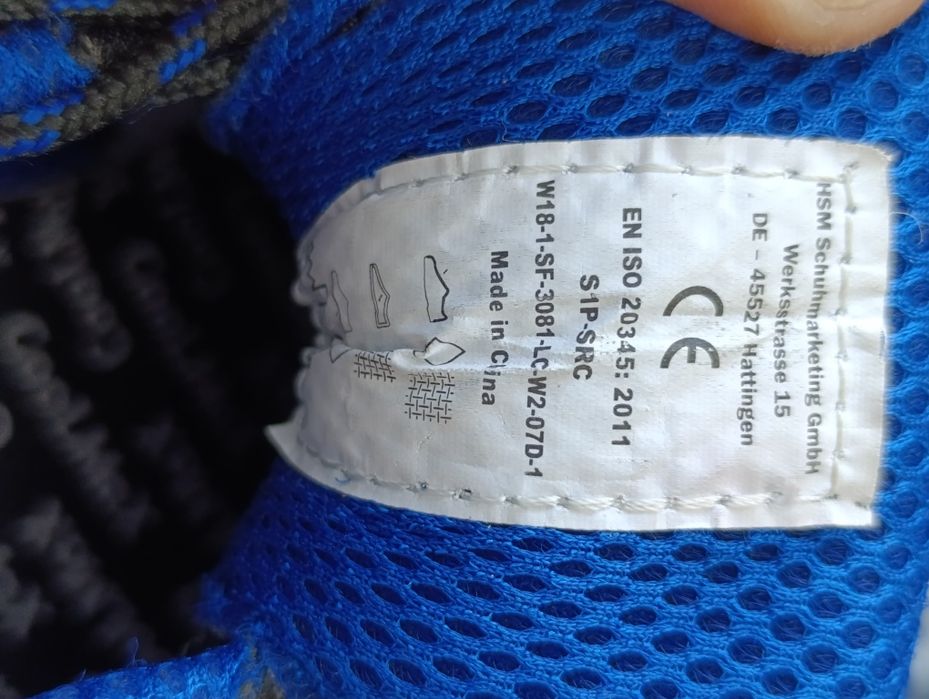 HSM Schuhmarketing GmbH
Werksstrasse 15
DE - 45527 Hattingen
CE
EN ISO 20345: 2011
S1P-SRC
W18-1-SF-3081-LC-W2-07D-1
Made in China